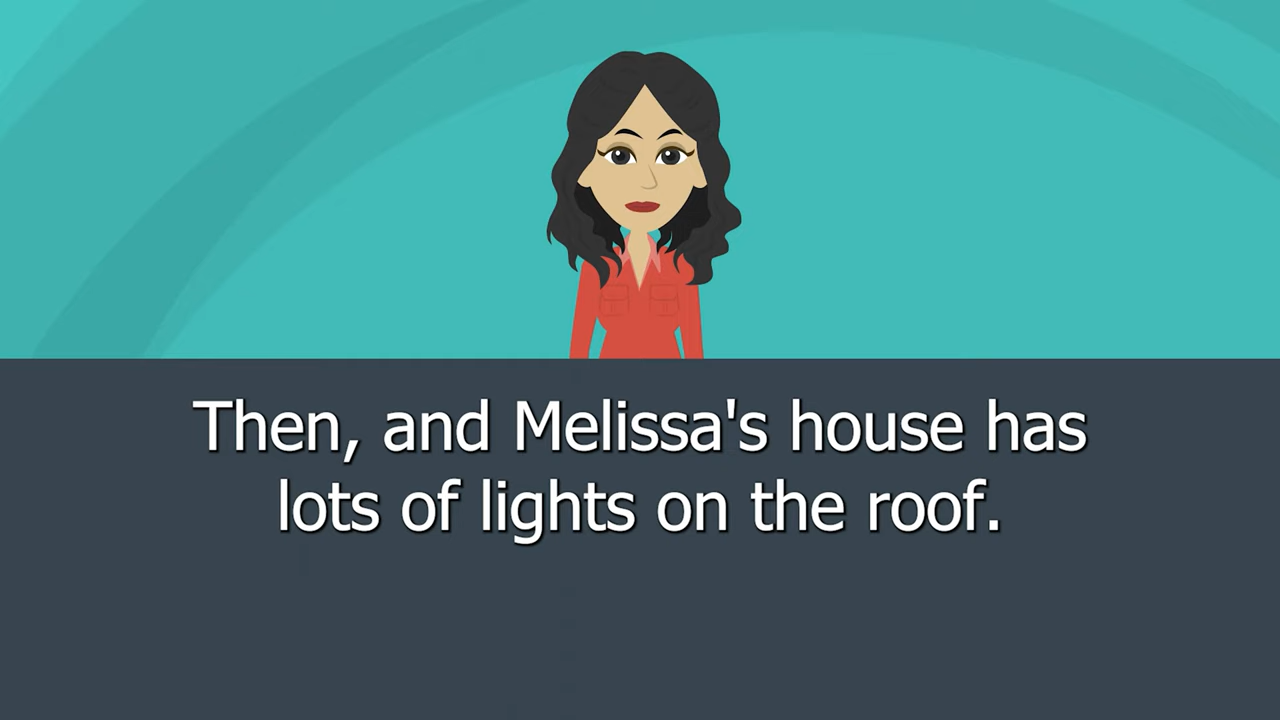 Then, and Melissa's house has
lots of lights on the roof.